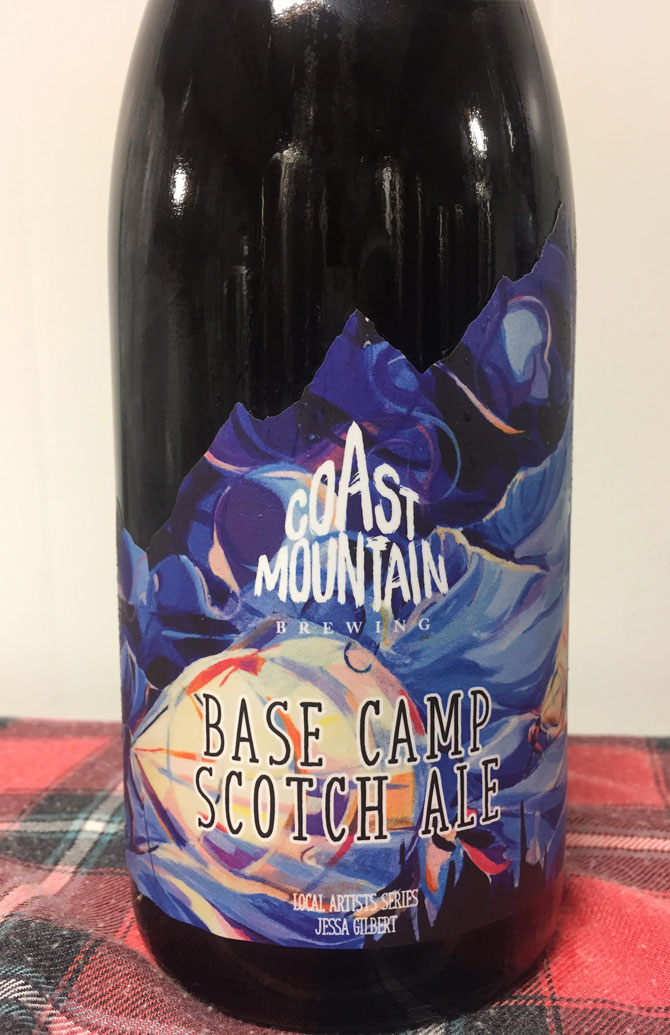 COAST
MOUNTAIN
BREWING
BASE CAMP
SCOTCH ALE
LOCAL ARTISTS SERIES
JESSA GILBERT